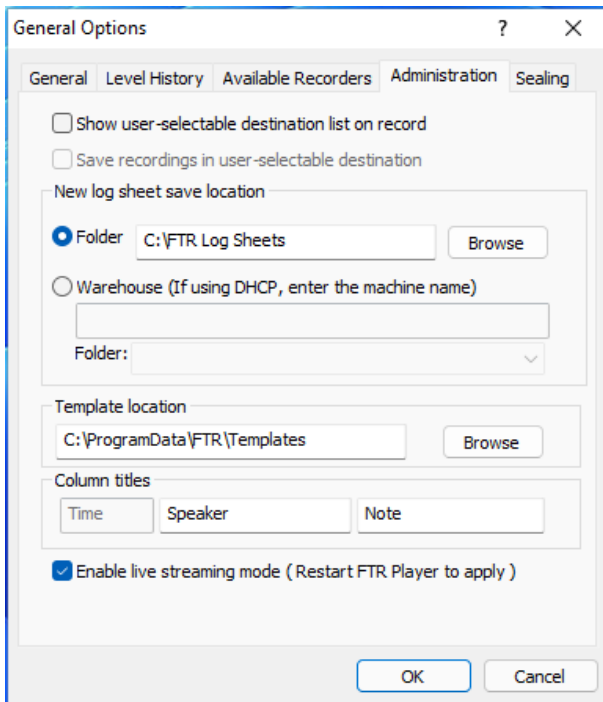 General Options ?
General Level History Available Recorders Administration Sealing
Show user-selectable destination list on record
Save recordings in user-selectable destination
New log sheet save location
Folder C:\FTR Log Sheets Browse
Warehouse (If using DHCP, enter the machine name)
Folder:
Template location
C:\ProgramData\FTR\Templates Browse
Column titles
Time Speaker Note
Enable live streaming mode ( Restart FTR Player to apply )
OK Cancel